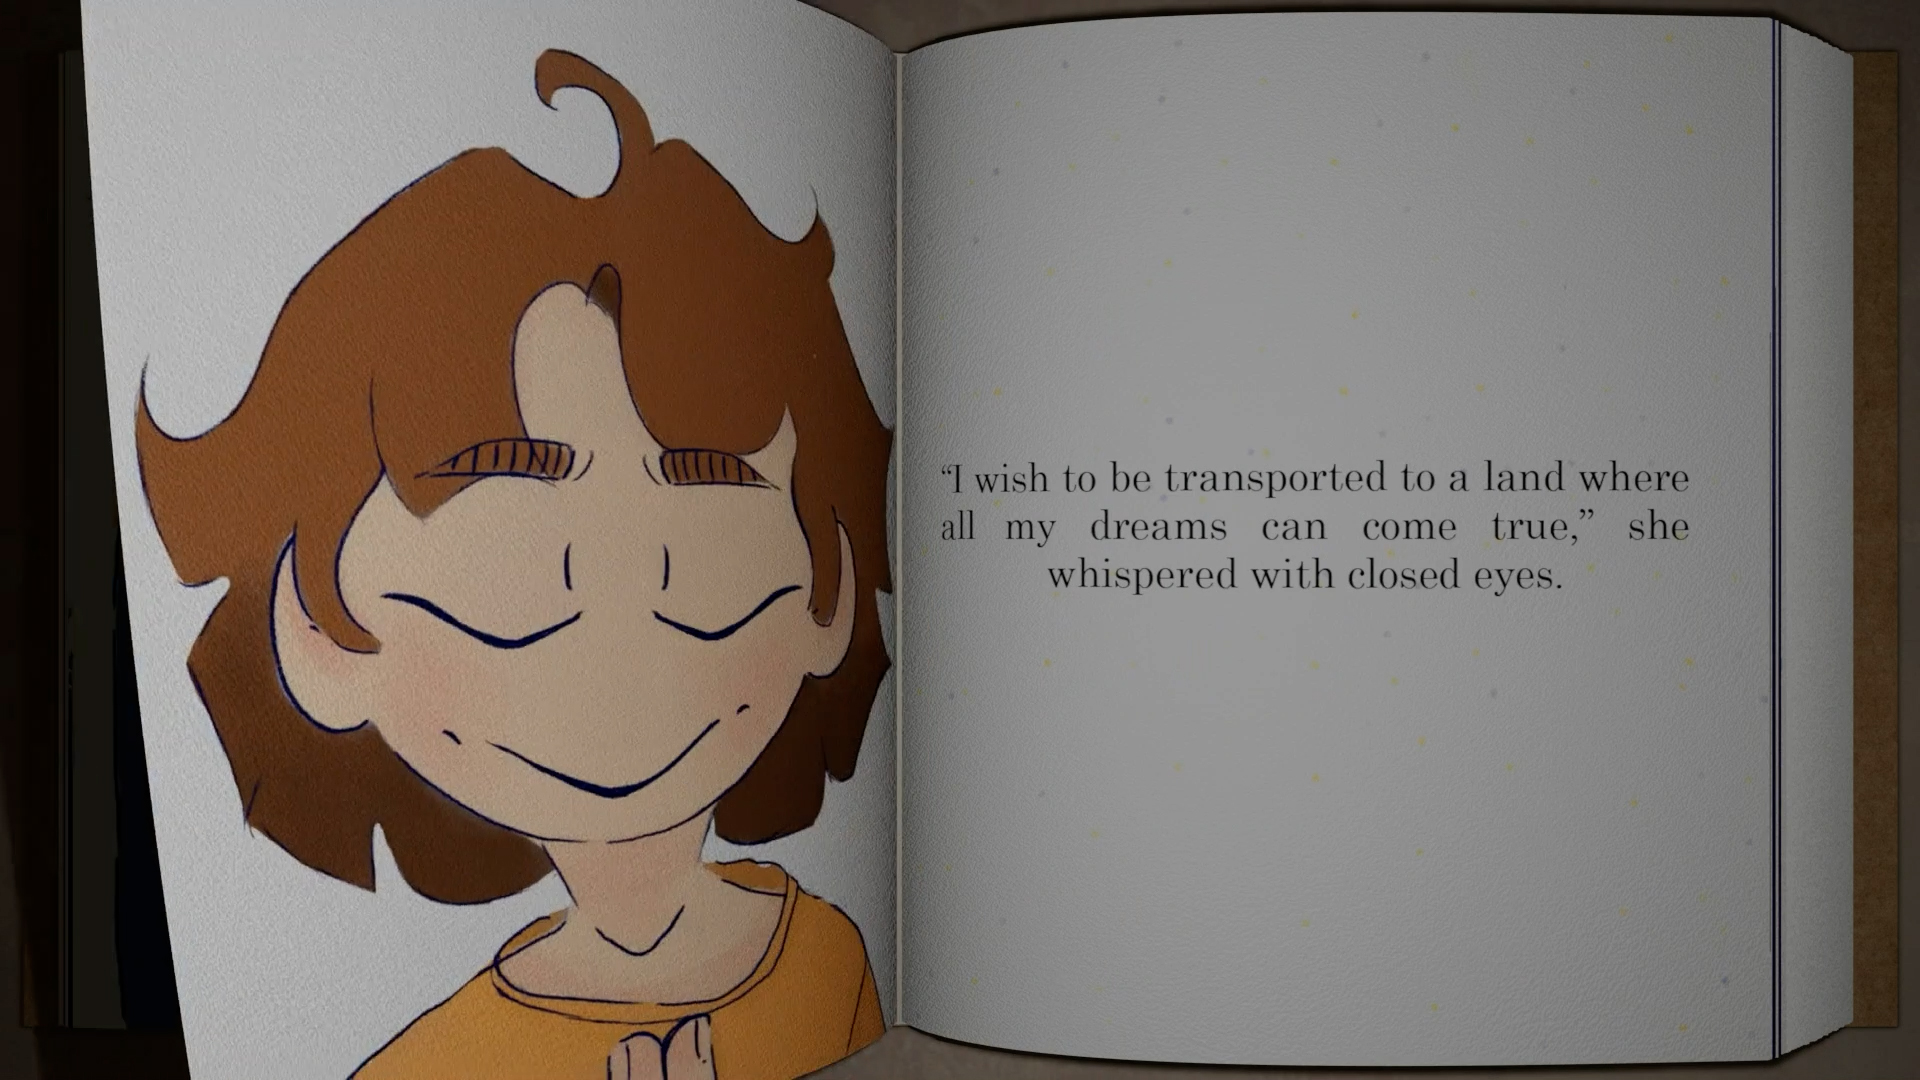 “I wish to be transported to a land where
all my dreams can come true,” she
whispered with closed eyes.